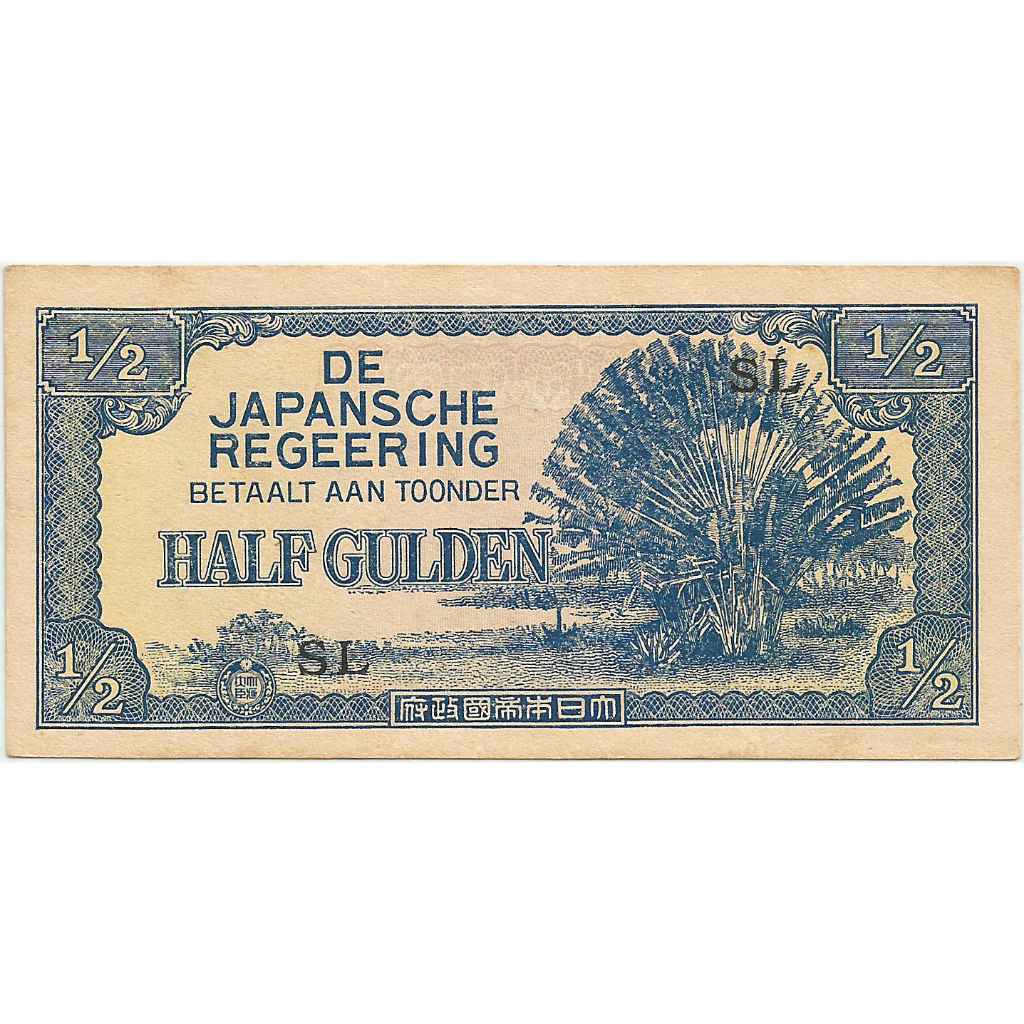 1/2
1/2
DE
JAPANSCHE
REGEERING
BETAALT AAN TOONDER
HALF GULDEN
SL
SL
1/2
1/2
府政國帝本日大